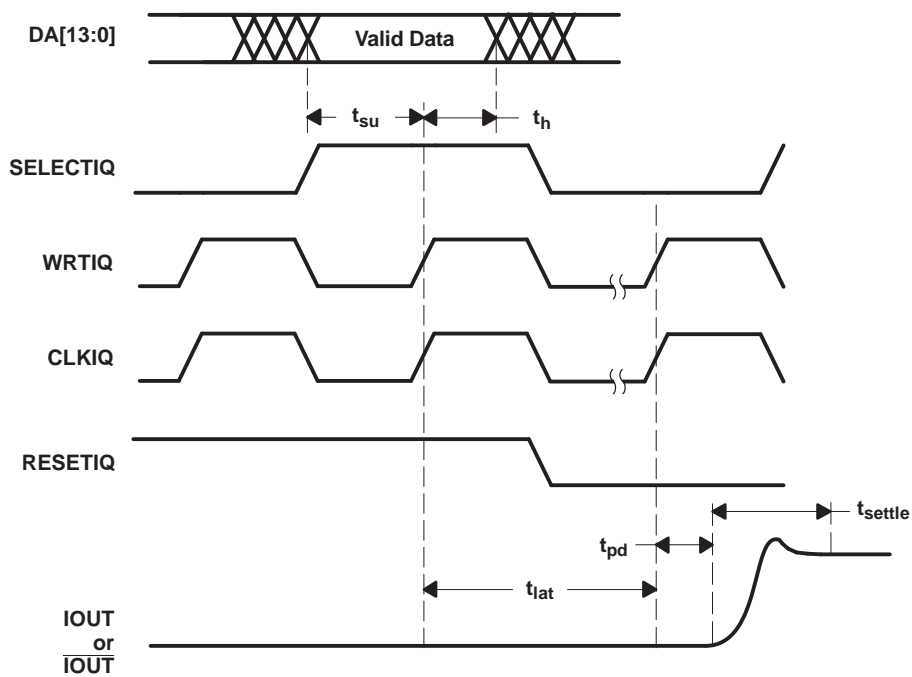 DA[13:0]
Valid Data
tsu
th
SELECTIQ
WRTIQ
CLKIQ
RESETIQ
tsettle
tpd
tlat
IOUT
or
IOUT